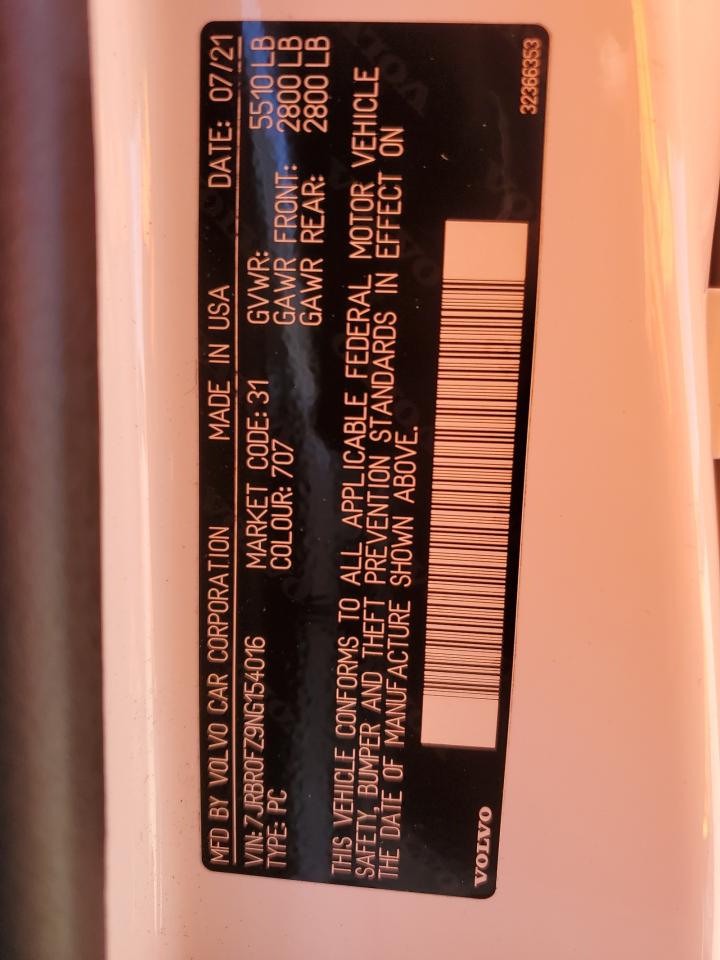 MFD BY VOLVO CAR CORPORATION MADE IN USA DATE: 07/21
VIN: 7JRBR0FZ9NG154016 MARKET CODE: 31 GVWR: 5510 LB
TYPE: PC COLOUR: 707 GAWR FRONT: 2800 LB
GAWR REAR: 2800 LB
THIS VEHICLE CONFORMS TO ALL APPLICABLE FEDERAL MOTOR VEHICLE
SAFETY, BUMPER AND THEFT PREVENTION STANDARDS IN EFFECT ON
THE DATE OF MANUFACTURE SHOWN ABOVE.
VOLVO 32366353